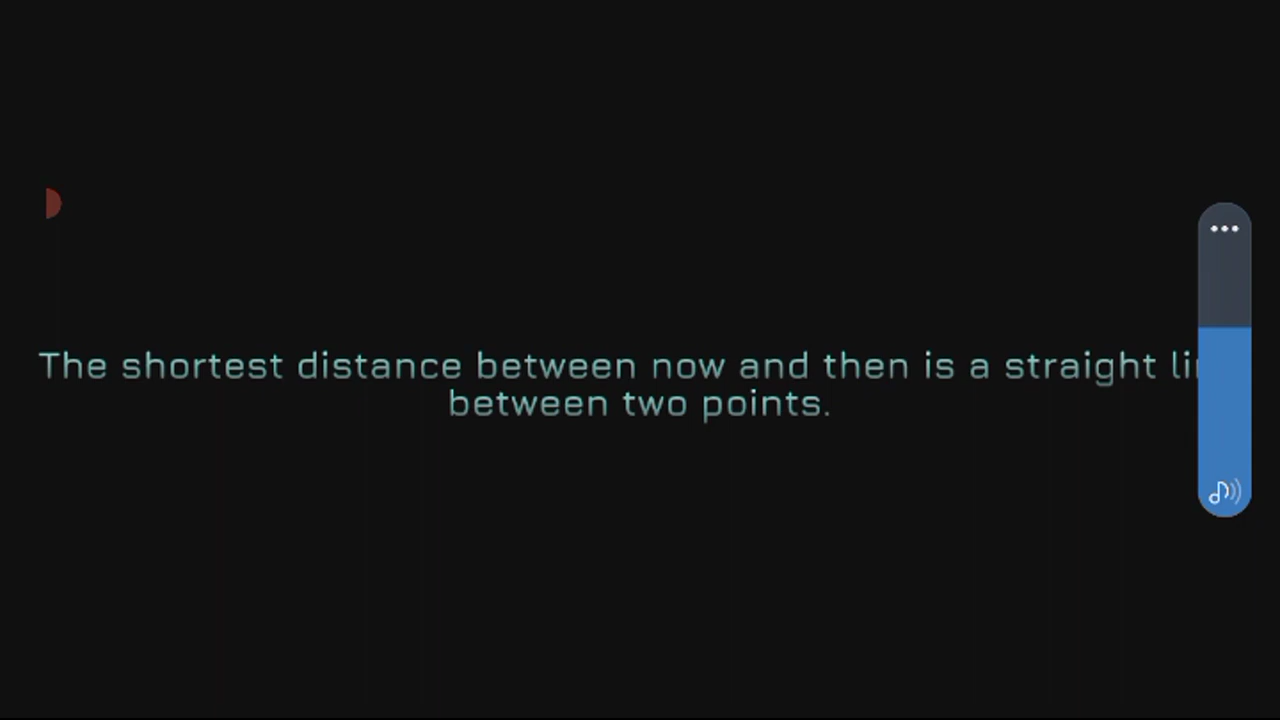 The shortest distance between now and then is a straight
between two points.